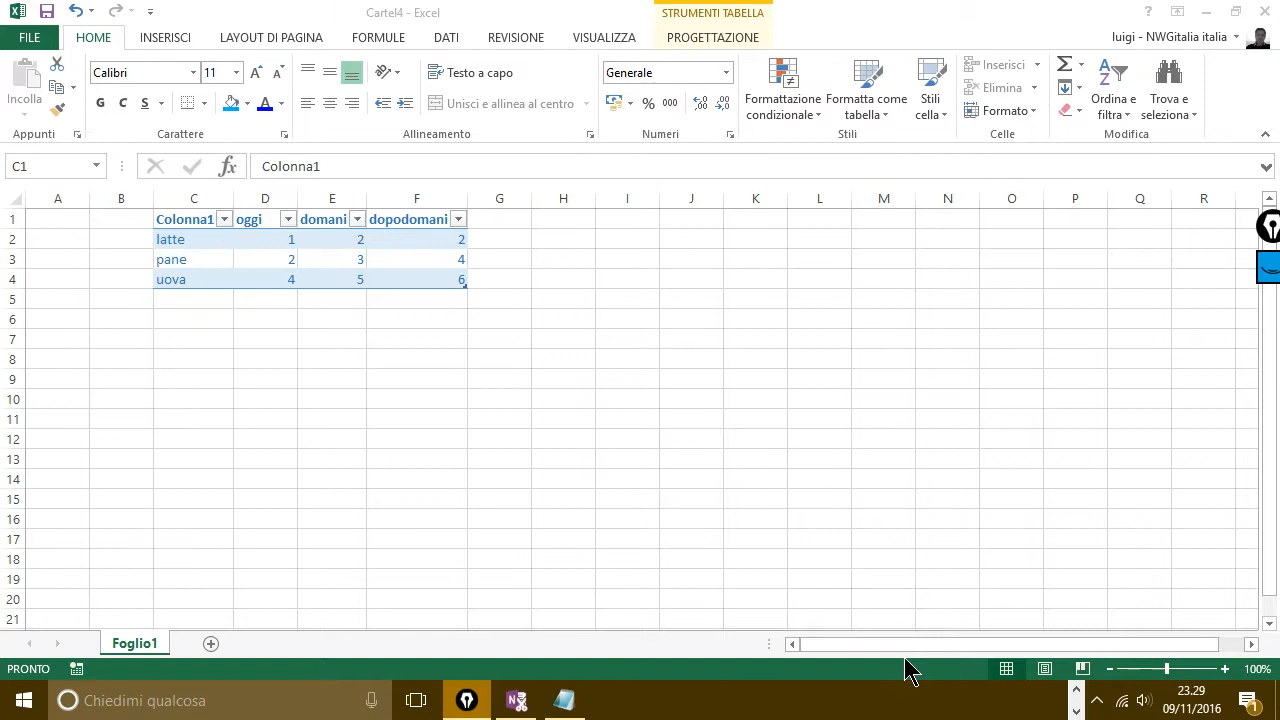 Cartel4 - Excel
STRUMENTI TABELLA
?
FILE HOME INSERISCI LAYOUT DI PAGINA FORMULE DATI REVISIONE VISUALIZZA PROGETTAZIONE
luigi - NWGitalia italia
Incolla
Calibri 11
G C S A
Testo a capo
Unisci e allinea al centro
Generale
% 000
Formattazione condizionale
Formatta come tabella
Stili cella
Inserisci
Elimina
Formato
Ordina e filtra
Trova e seleziona
Appunti Carattere Allineamento Numeri Stili Celle Modifica
C1 fx Colonna1
A B C D E F G H I J K L M N O P Q R
1 Colonna1 oggi domani dopodomani
2 latte 1 2 2
3 pane 2 3 4
4 uova 4 5 6
5
6
7
8
9
10
11
12
13
14
15
16
17
18
19
20
21
Foglio1
PRONTO 100%
Chiedimi qualcosa
23.29
09/11/2016
1